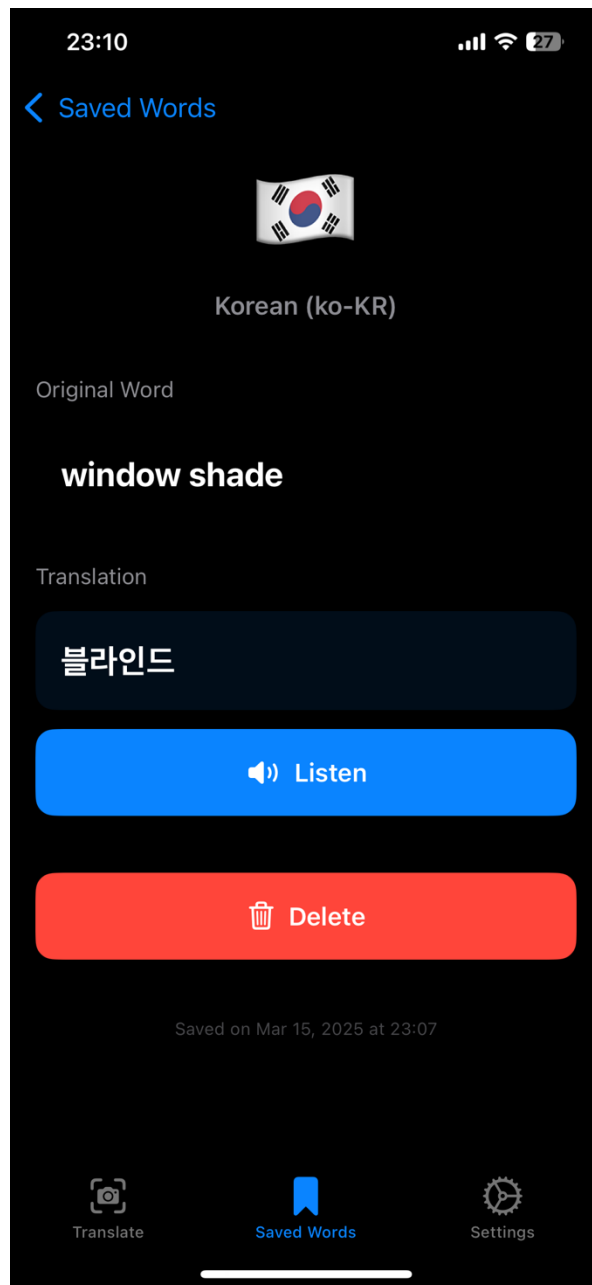 23:10
27
Saved Words
Korean (ko-KR)
Original Word
window shade
Translation
블라인드
Listen
Delete
Saved on Mar 15, 2025 at 23:07
Translate
Saved Words
Settings